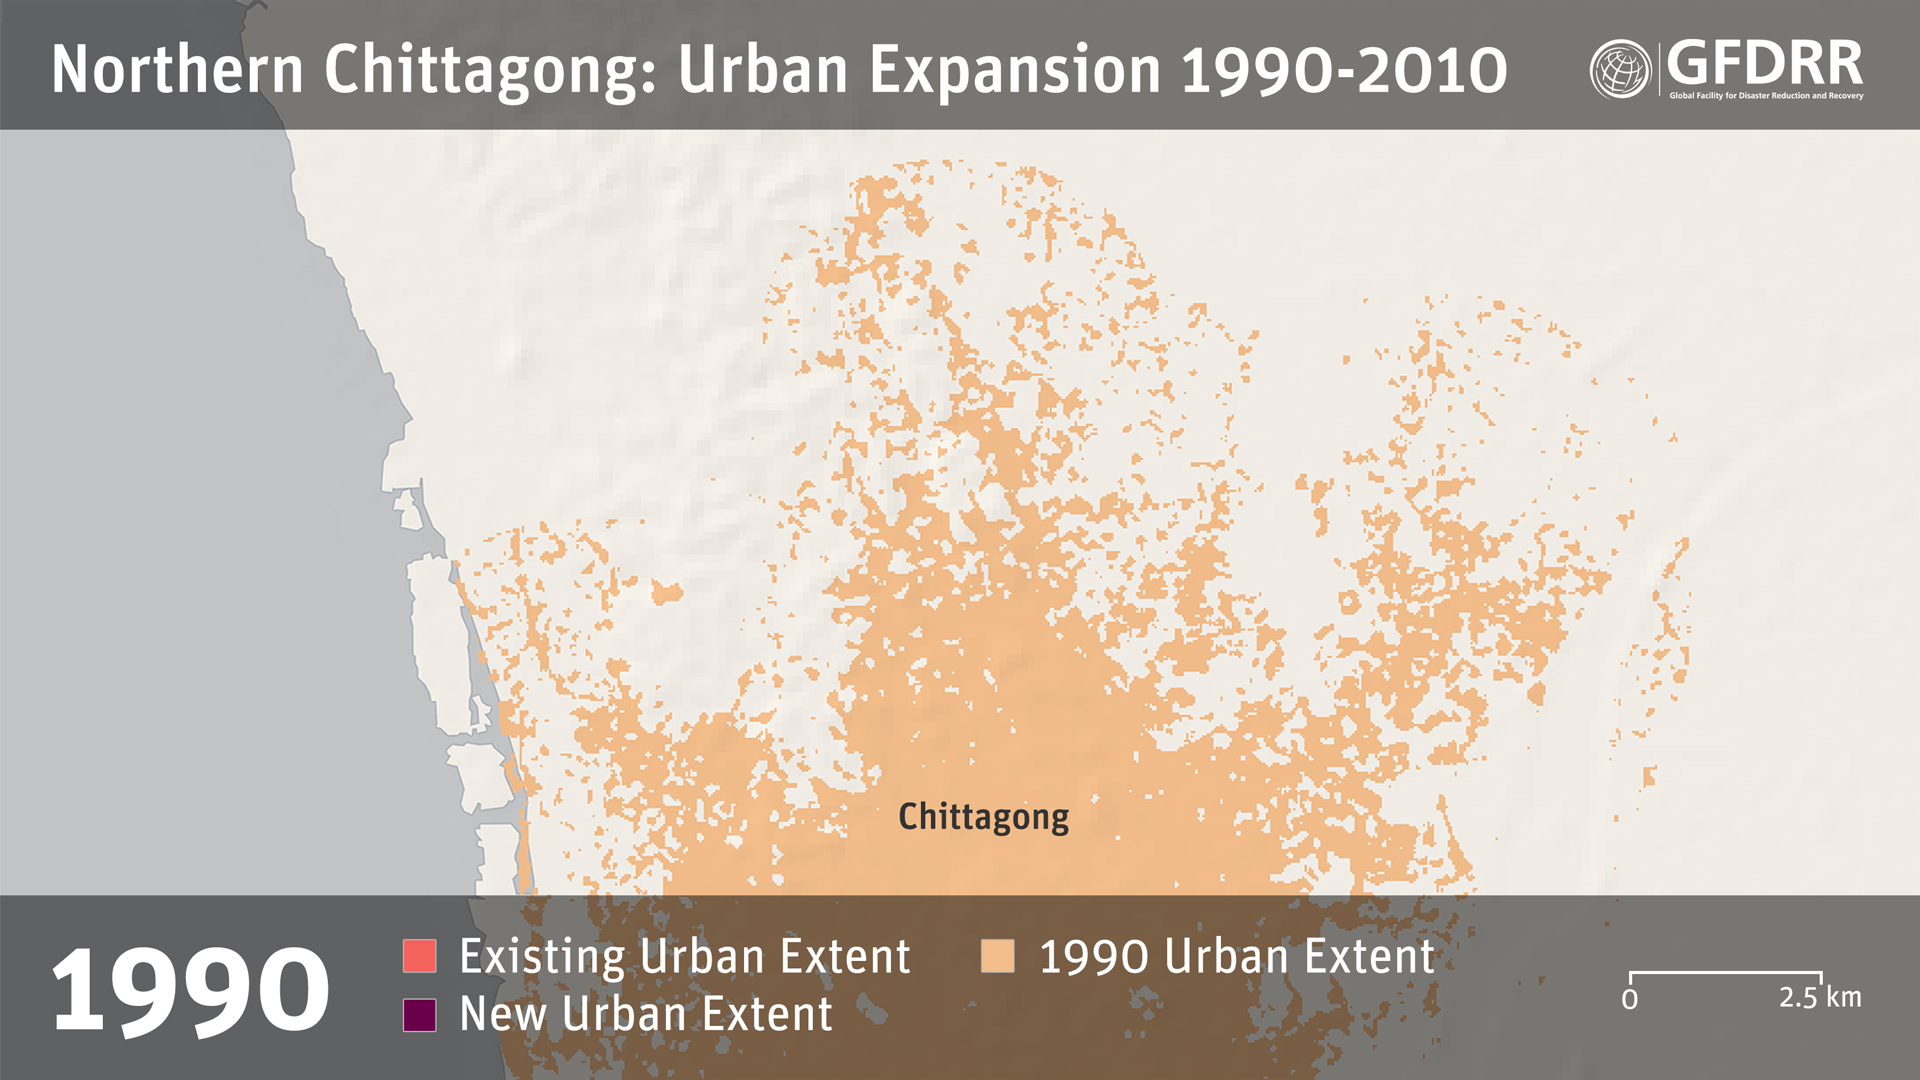 Northern Chittagong: Urban Expansion 1990-2010
GFDRR
Global Facility for Disaster Reduction and Recovery
Chittagong
1990
Existing Urban Extent
1990 Urban Extent
New Urban Extent
0 2.5 km